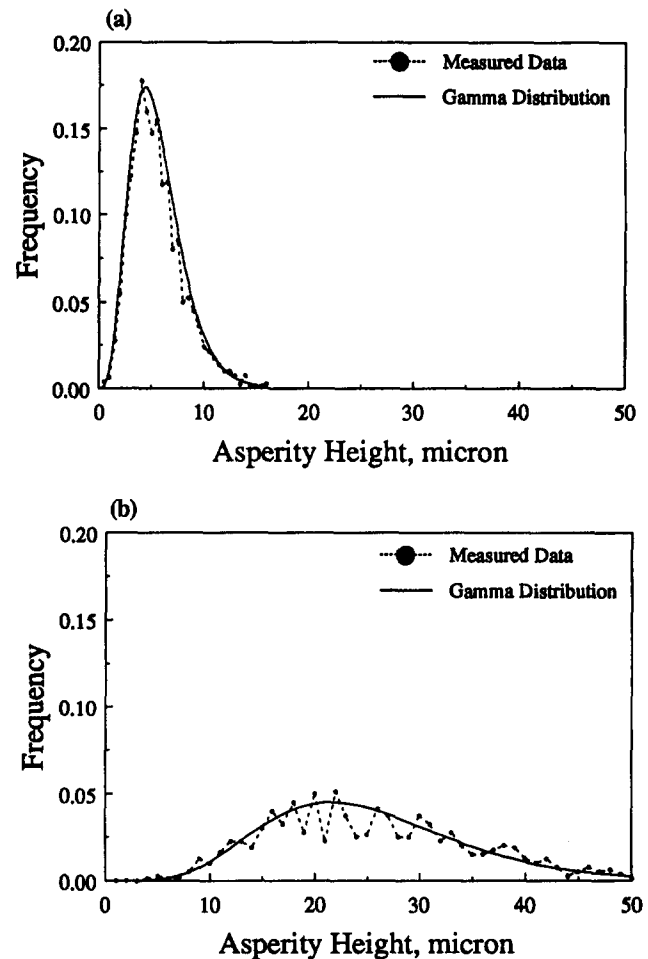 (a)
0.20
0.15
0.10
0.05
0.00
Frequency
Measured Data
Gamma Distribution
0 10 20 30 40 50
Asperity Height, micron
(b)
0.20
0.15
0.10
0.05
0.00
Frequency
Measured Data
Gamma Distribution
0 10 20 30 40 50
Asperity Height, micron